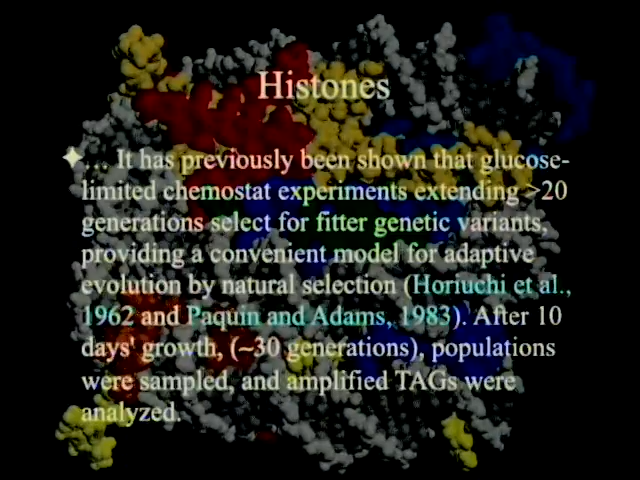 Histones
… It has previously been shown that glucose-
limited chemostat experiments extending >20
generations select for fitter genetic variants,
providing a convenient model for adaptive
evolution by natural selection (Horiuchi et al.,
1962 and Paquin and Adams, 1983). After 10
days' growth, (~30 generations), populations
were sampled, and amplified TAGs were
analyzed.